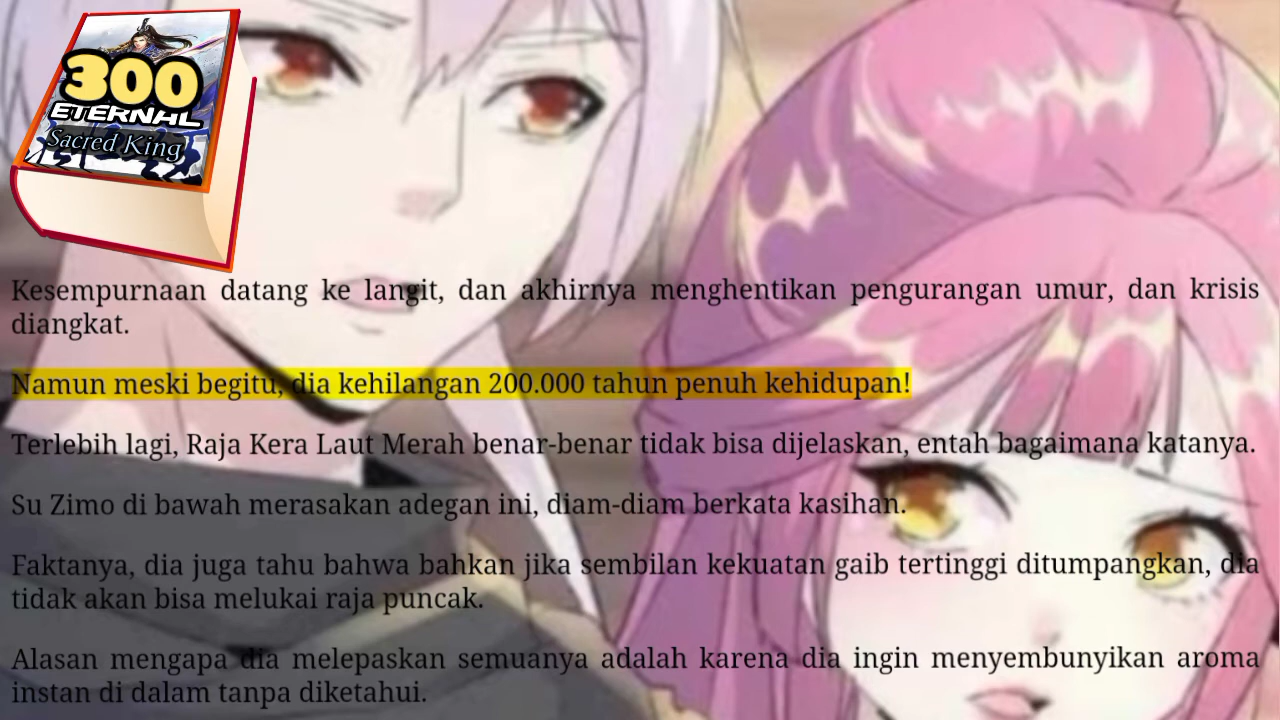 300
ETERNAL
Sacred King
Kesempurnaan datang ke langit, dan akhirnya menghentikan pengurangan umur, dan krisis
diangkat.
Namun meski begitu, dia kehilangan 200.000 tahun penuh kehidupan!
Terlebih lagi, Raja Kera Laut Merah benar-benar tidak bisa dijelaskan, entah bagaimana katanya.
Su Zimo di bawah merasakan adegan ini, diam-diam berkata kasihan.
Faktanya, dia juga tahu bahwa bahkan jika sembilan kekuatan gaib tertinggi ditumpangkan, dia
tidak akan bisa melukai raja puncak.
Alasan mengapa dia melepaskan semuanya adalah karena dia ingin menyembunyikan aroma
instan di dalam tanpa diketahui.